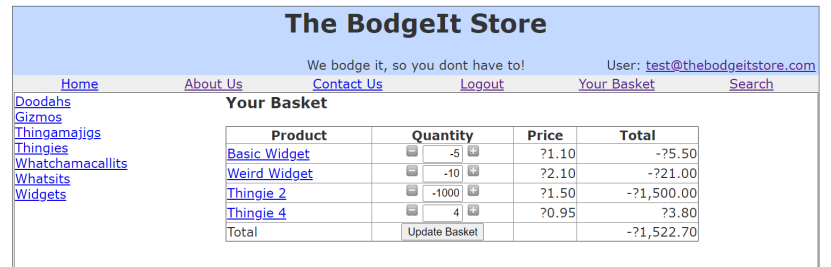 The BodgeIt Store
We bodge it, so you dont have to! User: test@thebodgeitstore.com
Home About Us Contact Us Logout Your Basket Search
Doodahs
Gizmos
Thingamajigs
Thingies
Whatchamacallits
Whatsits
Widgets
Your Basket
Product Quantity Price Total
Basic Widget -5 ?1.10 -?5.50
Weird Widget -10 ?2.10 -?21.00
Thingie 2 -1000 ?1.50 -?1,500.00
Thingie 4 4 ?0.95 ?3.80
Total Update Basket -?1,522.70